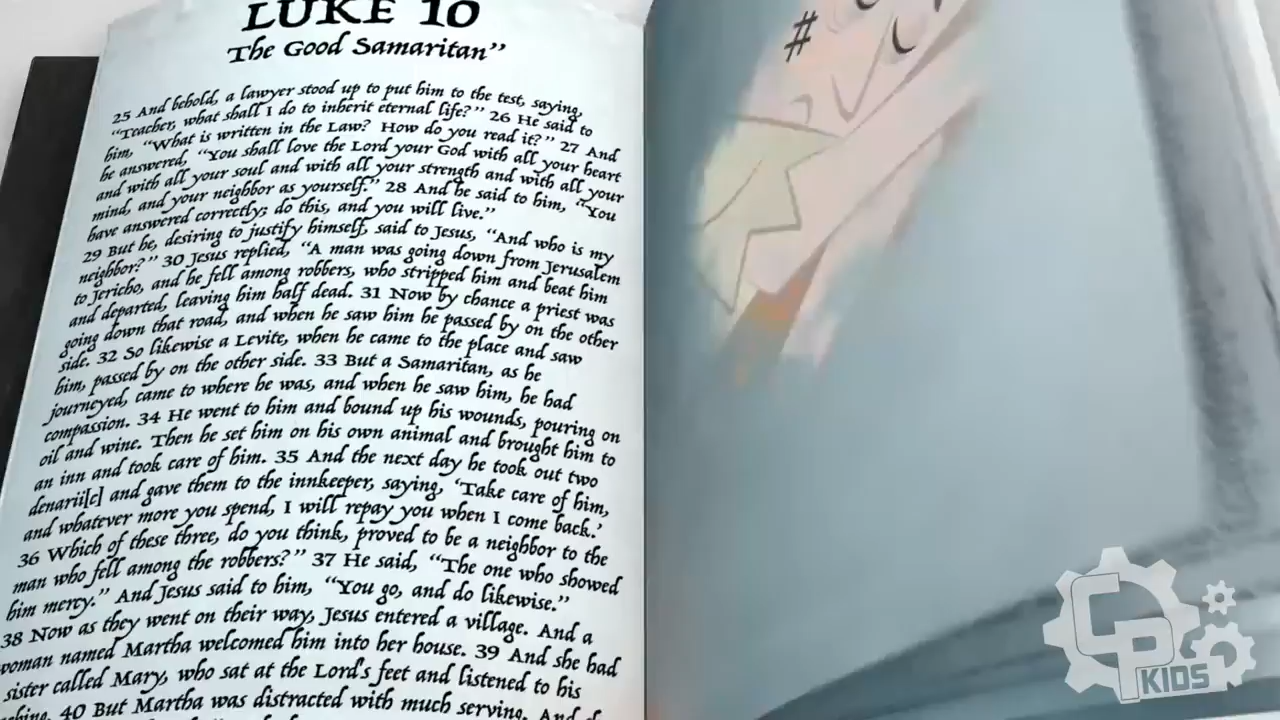 LUKE 10
The Good Samaritan”
25 And behold, a lawyer stood up to put him to the test, saying,
“Teacher, what shall I do to inherit eternal life?” 26 He said to
him, “What is written in the Law? How do you read it?” 27 And
he answered, “You shall love the Lord your God with all your heart
and with all your soul and with all your strength and with all your
mind, and your neighbor as yourself.” 28 And he said to him, “You
have answered correctly; do this, and you will live.”
29 But he, desiring to justify himself, said to Jesus, “And who is my
neighbor?” 30 Jesus replied, “A man was going down from Jerusalem
to Jericho, and he fell among robbers, who stripped him and beat him
and departed, leaving him half dead. 31 Now by chance a priest was
going down that road, and when he saw him he passed by on the other
side. 32 So likewise a Levite, when he came to the place and saw
him, passed by on the other side. 33 But a Samaritan, as he
journeyed, came to where he was, and when he saw him, he had
compassion. 34 He went to him and bound up his wounds, pouring on
oil and wine. Then he set him on his own animal and brought him to
an inn and took care of him. 35 And the next day he took out two
denarii[c] and gave them to the innkeeper, saying, ‘Take care of him,
and whatever more you spend, I will repay you when I come back.’
36 Which of these three, do you think, proved to be a neighbor to the
man who fell among the robbers?” 37 He said, “The one who showed
him mercy.” And Jesus said to him, “You go, and do likewise.”
38 Now as they went on their way, Jesus entered a village. And a
woman named Martha welcomed him into her house. 39 And she had
sister called Mary, who sat at the Lord's feet and listened to his
40 But Martha was distracted with much serving. And
CP
KIDS